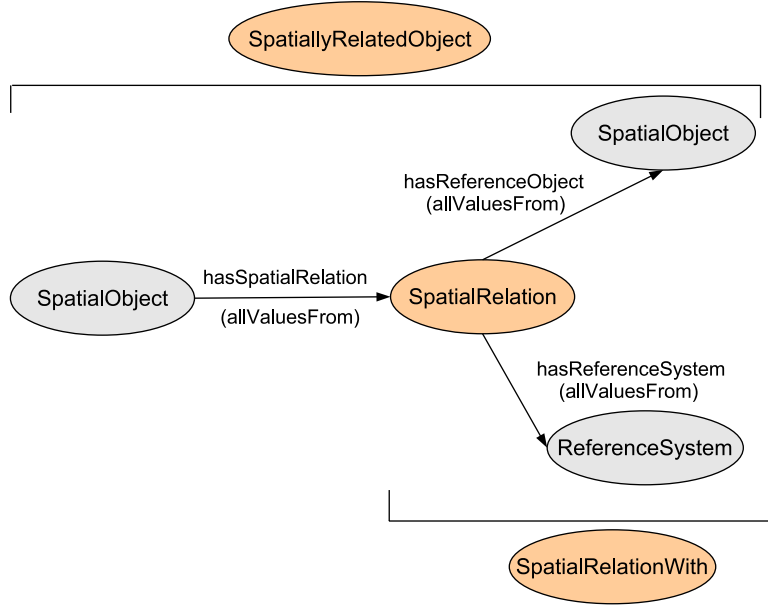 SpatiallyRelatedObject
SpatialObject
hasReferenceObject
(allValuesFrom)
hasSpatialRelation
(allValuesFrom)
SpatialObject
SpatialRelation
hasReferenceSystem
(allValuesFrom)
ReferenceSystem
SpatialRelationWith